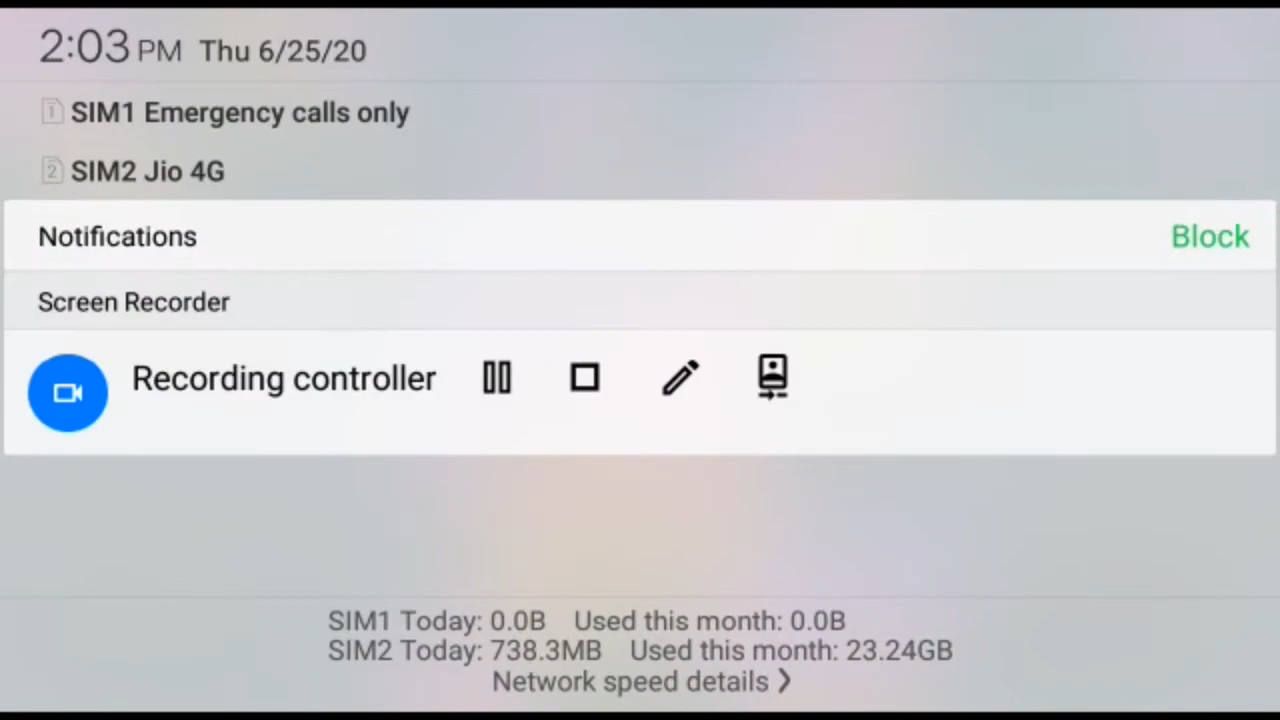 2:03 PM Thu 6/25/20
1 SIM1 Emergency calls only
2 SIM2 Jio 4G
Notifications Block
Screen Recorder
Recording controller
SIM1 Today: 0.0B Used this month: 0.0B
SIM2 Today: 738.3MB Used this month: 23.24GB
Network speed details >